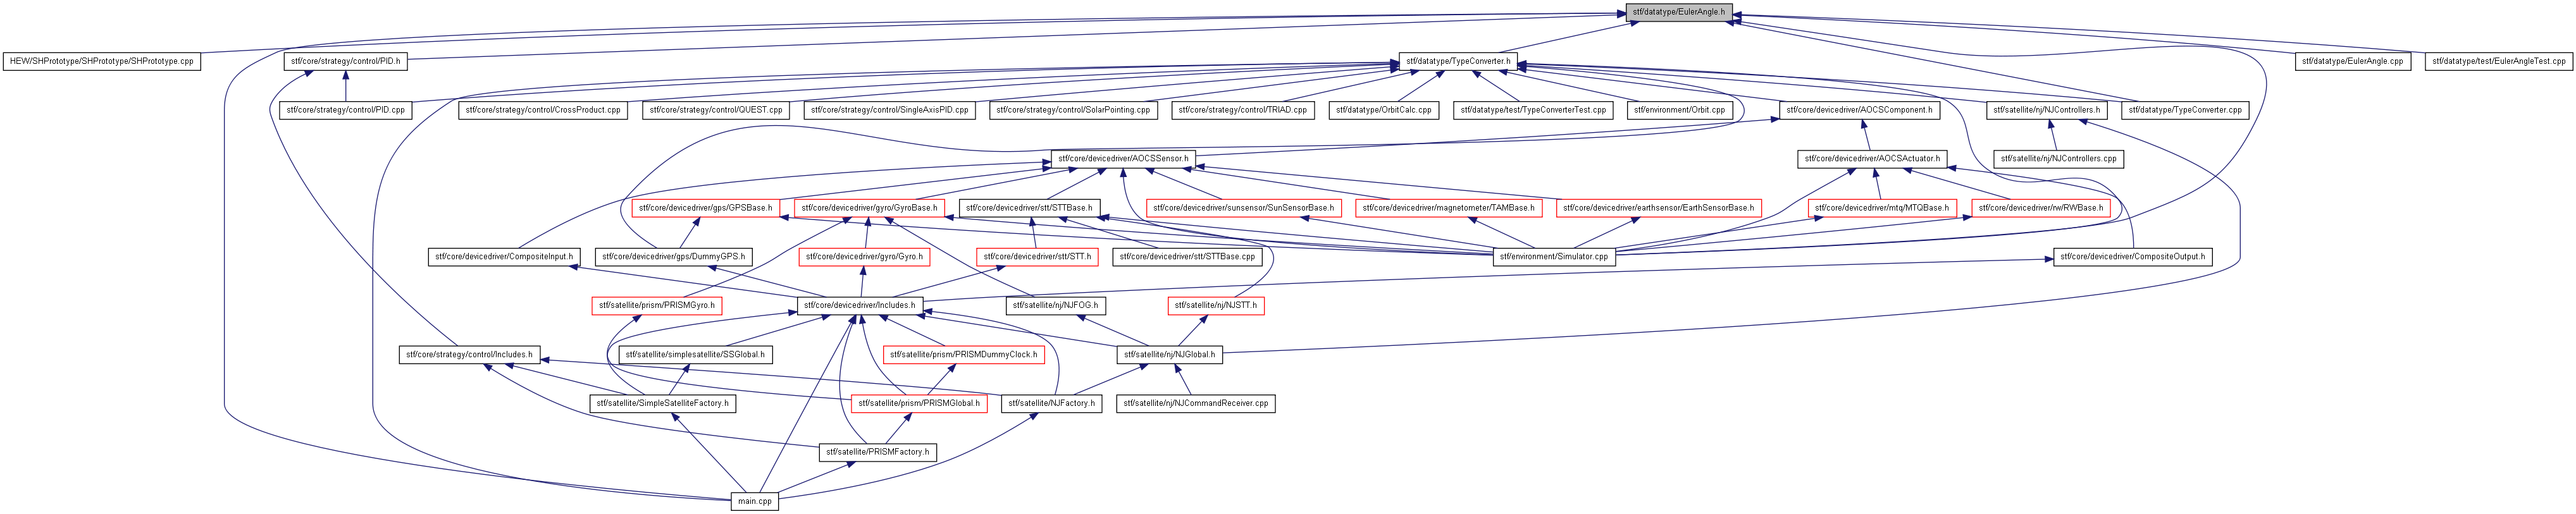 stf/datatype/EulerAngle.h
HEW/SHPrototype/SHPrototype/SHPrototype.cpp
stf/core/strategy/control/PID.h
stf/datatype/TypeConverter.h
stf/datatype/EulerAngle.cpp
stf/datatype/test/EulerAngleTest.cpp
stf/core/strategy/control/PID.cpp
stf/core/strategy/control/CrossProduct.cpp
stf/core/strategy/control/QUEST.cpp
stf/core/strategy/control/SingleAxisPID.cpp
stf/core/strategy/control/SolarPointing.cpp
stf/core/strategy/control/TRIAD.cpp
stf/datatype/OrbitCalc.cpp
stf/datatype/test/TypeConverterTest.cpp
stf/environment/Orbit.cpp
stf/core/devicedriver/AOCSComponent.h
stf/satellite/nj/NJControllers.h
stf/datatype/TypeConverter.cpp
stf/core/devicedriver/AOCSSensor.h
stf/core/devicedriver/AOCSActuator.h
stf/satellite/nj/NJControllers.cpp
stf/core/devicedriver/gps/GPSBase.h
stf/core/devicedriver/gyro/GyroBase.h
stf/core/devicedriver/stt/STTBase.h
stf/core/devicedriver/sunsensor/SunSensorBase.h
stf/core/devicedriver/magnetometer/TAMBase.h
stf/core/devicedriver/earthsensor/EarthSensorBase.h
stf/core/devicedriver/mtq/MTQBase.h
stf/core/devicedriver/rw/RWBase.h
stf/core/devicedriver/CompositeInput.h
stf/core/devicedriver/gps/DummyGPS.h
stf/core/devicedriver/gyro/Gyro.h
stf/core/devicedriver/stt/STT.h
stf/core/devicedriver/stt/STTBase.cpp
stf/environment/Simulator.cpp
stf/core/devicedriver/CompositeOutput.h
stf/satellite/prism/PRISMGyro.h
stf/core/devicedriver/Includes.h
stf/satellite/nj/NJFOG.h
stf/satellite/nj/NJSTT.h
stf/core/strategy/control/Includes.h
stf/satellite/simplesatellite/SSGlobal.h
stf/satellite/prism/PRISMDummyClock.h
stf/satellite/nj/NJGlobal.h
stf/satellite/SimpleSatelliteFactory.h
stf/satellite/prism/PRISMGlobal.h
stf/satellite/NJFactory.h
stf/satellite/nj/NJCommandReceiver.cpp
stf/satellite/PRISMFactory.h
main.cpp